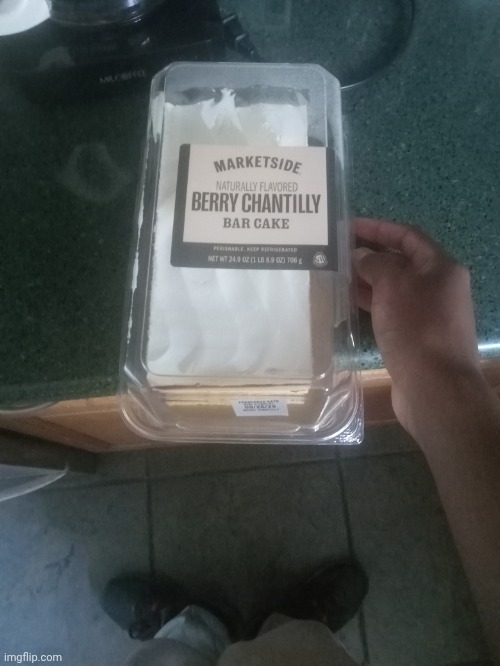 MARKETSIDE
NATURALLY FLAVORED
BERRY CHANTILLY
BAR CAKE
PERISHABLE. KEEP REFRIGERATED
NET WT 24.9 OZ (1 LB 8.9 OZ) 706 g
imgflip.com